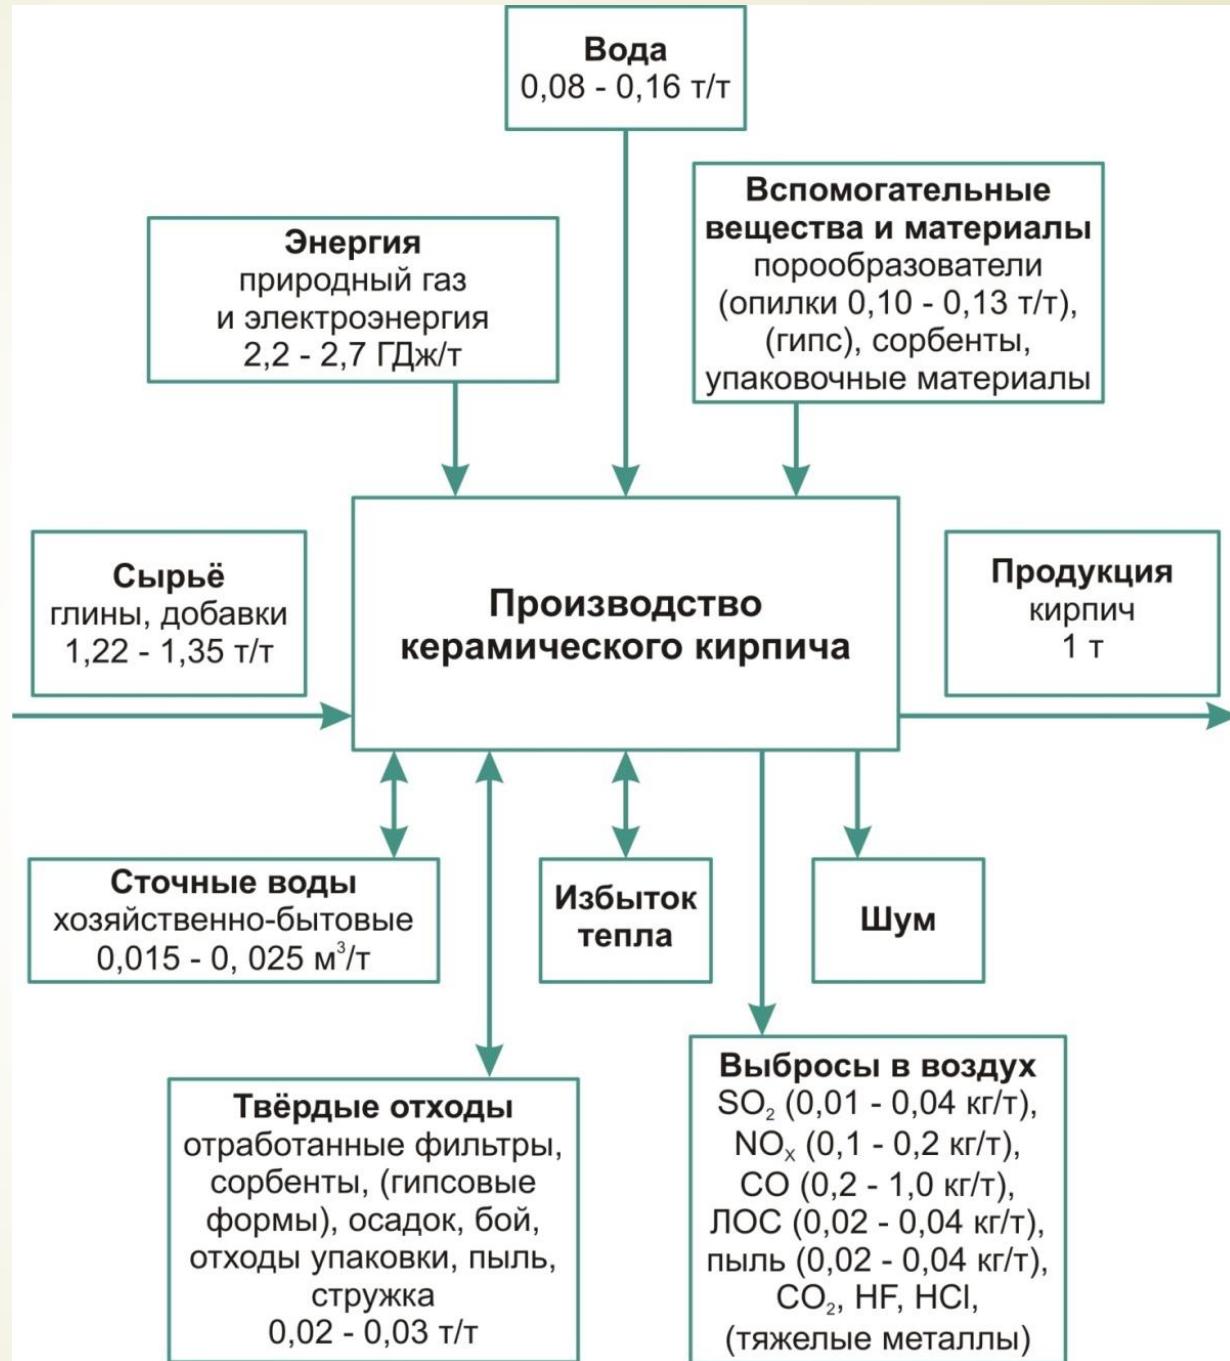 Вода
0,08 - 0,16 т/т
Вспомогательные
вещества и материалы
порообразователи
(опилки 0,10 - 0,13 т/т),
(гипс), сорбенты,
упаковочные материалы
Энергия
природный газ
и электроэнергия
2,2 - 2,7 ГДж/т
Сырьё
глины, добавки
1,22 - 1,35 т/т
Производство
керамического кирпича
Продукция
кирпич
1 т
Сточные воды
хозяйственно-бытовые
0,015 - 0, 025 м³/т
Избыток
тепла
Шум
Твёрдые отходы
отработанные фильтры,
сорбенты, (гипсовые
формы), осадок, бой,
отходы упаковки, пыль,
стружка
0,02 - 0,03 т/т
Выбросы в воздух
SO₂ (0,01 - 0,04 кг/т),
NOₓ (0,1 - 0,2 кг/т),
CO (0,2 - 1,0 кг/т),
ЛОС (0,02 - 0,04 кг/т),
пыль (0,02 - 0,04 кг/т),
CO₂, HF, HCl,
(тяжелые металлы)